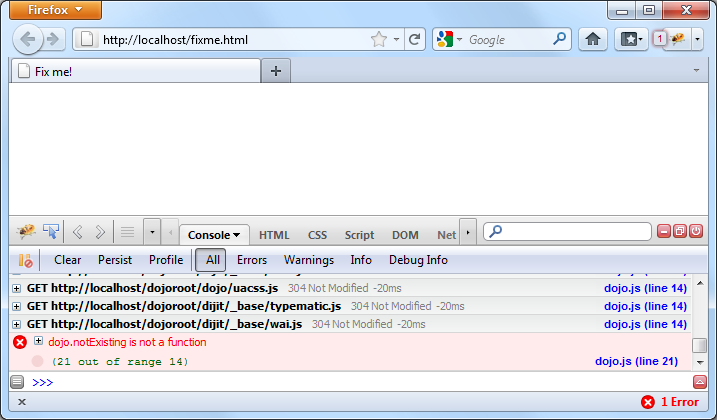 Firefox
http://localhost/fixme.html
Google
1
Fix me!
Console HTML CSS Script DOM Net
Clear Persist Profile All Errors Warnings Info Debug Info
GET http://localhost/dojoroot/dojo/uacss.js 304 Not Modified -20ms dojo.js (line 14)
GET http://localhost/dojoroot/dijit/_base/typematic.js 304 Not Modified -20ms dojo.js (line 14)
GET http://localhost/dojoroot/dijit/_base/wai.js 304 Not Modified -20ms dojo.js (line 14)
dojo.notExisting is not a function
(21 out of range 14) dojo.js (line 21)
>>>
1 Error